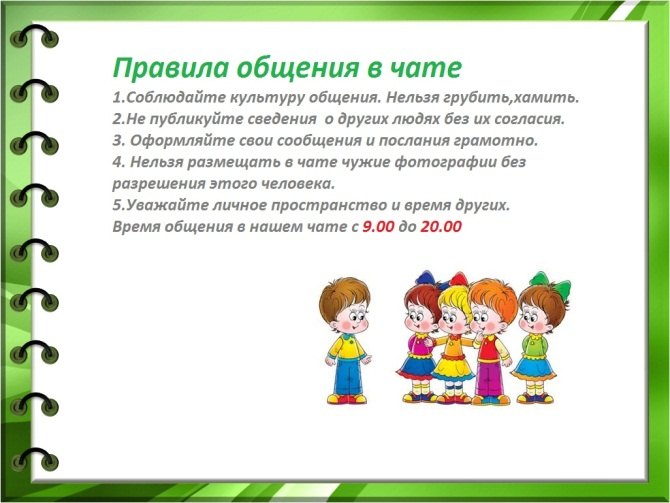 Правила общения в чате
1.Соблюдайте культуру общения. Нельзя грубить,хамить.
2.Не публикуйте сведения  о других людях без их согласия.
3. Оформляйте свои сообщения и послания грамотно.
4. Нельзя размещать в чате чужие фотографии без
разрешения этого человека.
5.Уважайте личное пространство и время других.
Время общения в нашем чате с 9.00 до 20.00